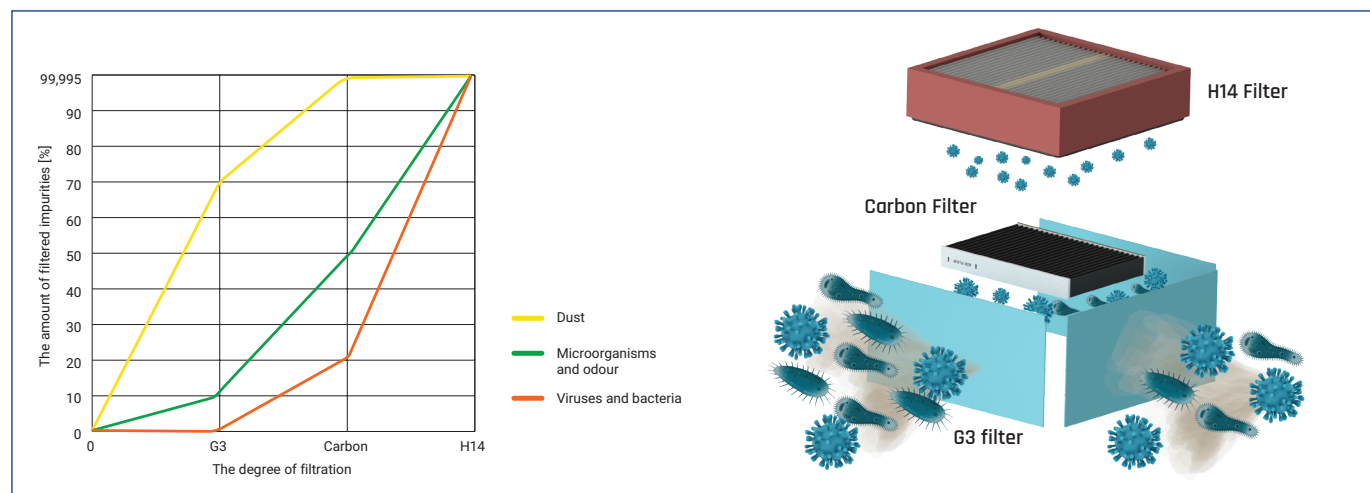 99,995
90
80
70
60
50
40
30
20
10
0
The amount of filtered impurities [%]
0 G3 Carbon H14
The degree of filtration
Dust
Microorganisms
and odour
Viruses and bacteria
H14 Filter
Carbon Filter
G3 filter